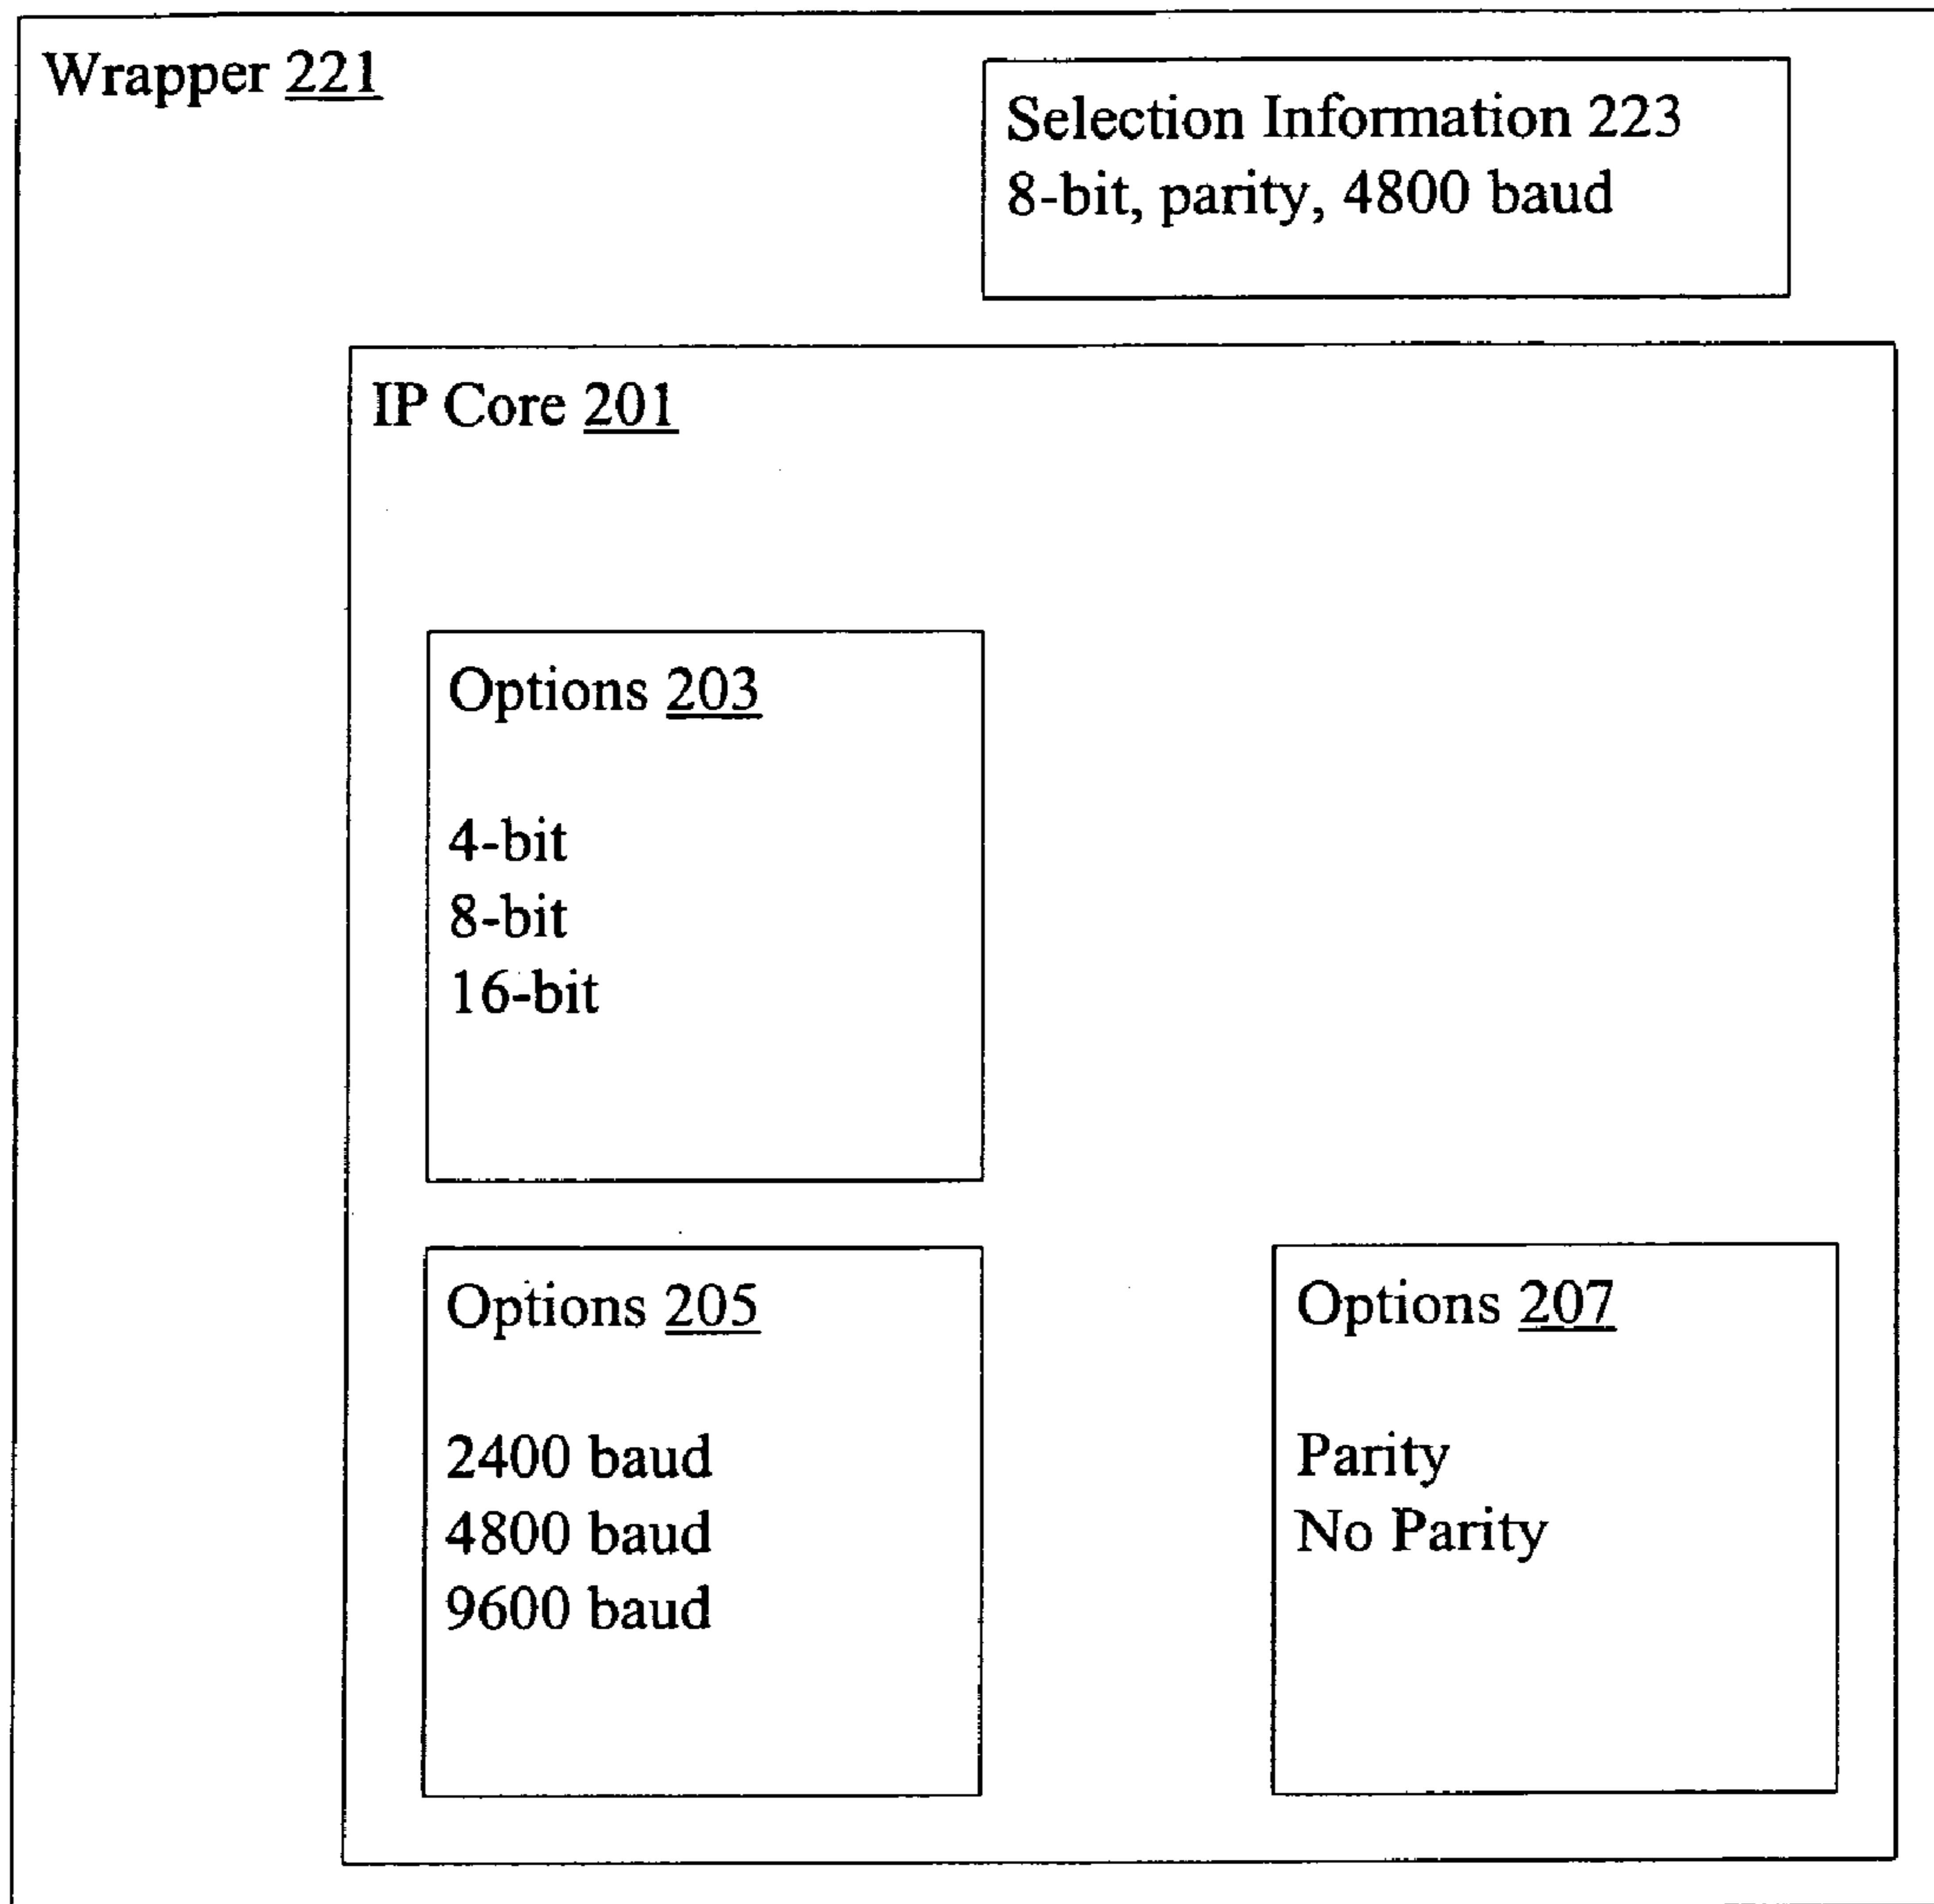 Wrapper 221
Selection Information 223
8-bit, parity, 4800 baud
IP Core 201
Options 203
4-bit
8-bit
16-bit
Options 205
2400 baud
4800 baud
9600 baud
Options 207
Parity
No Parity